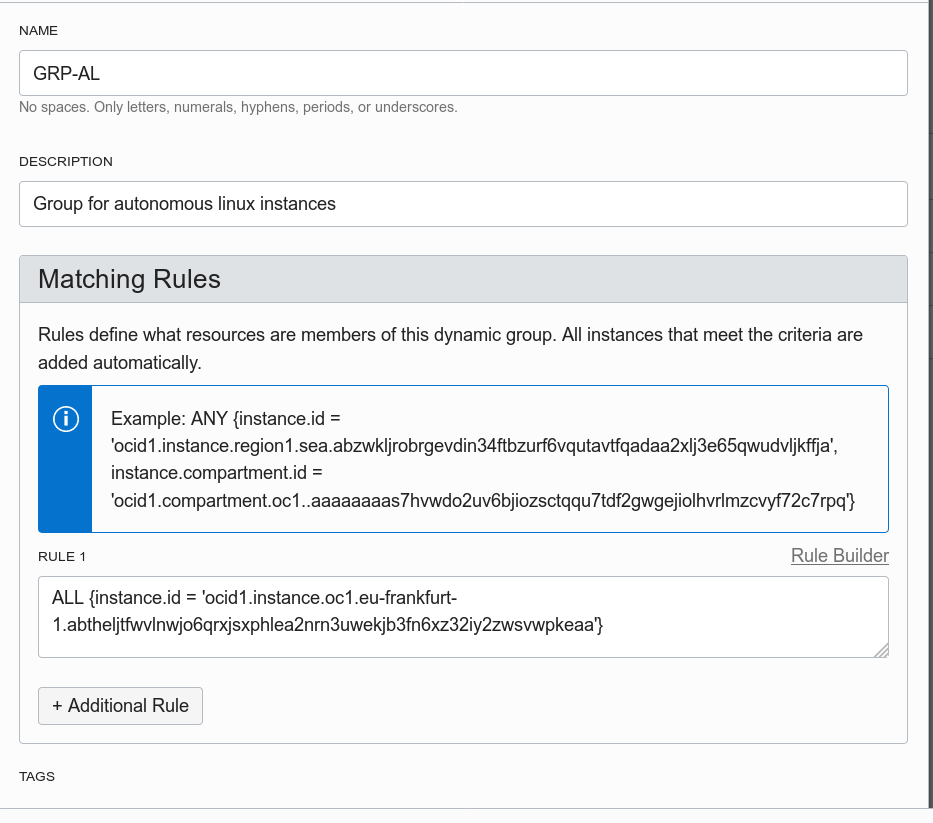 NAME
GRP-AL
No spaces. Only letters, numerals, hyphens, periods, or underscores.
DESCRIPTION
Group for autonomous linux instances
Matching Rules
Rules define what resources are members of this dynamic group. All instances that meet the criteria are
added automatically.
Example: ANY {instance.id =
'ocid1.instance.region1.sea.abzwkljrobrgevdin34ftbzurf6vqutavtfqadaa2xlj3e65qwudvljkffja',
instance.compartment.id =
'ocid1.compartment.oc1..aaaaaaaas7hvwdo2uv6bjiozsctqqu7tdf2gwgejiolhvrlmzcvyf72c7rpq'}
RULE 1
Rule Builder
ALL {instance.id = 'ocid1.instance.oc1.eu-frankfurt-
1.abtheljtfwvlnwjo6qrxjsxphlea2nrn3uwekjb3fn6xz32iy2zwsvwpkeaa'}
+ Additional Rule
TAGS